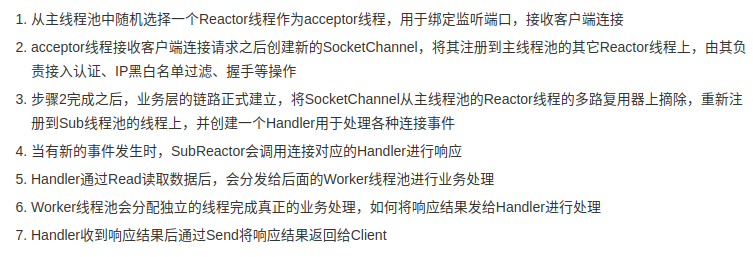 1. 从主线程池中随机选择一个Reactor线程作为acceptor线程，用于绑定监听端口，接收客户端连接
2. acceptor线程接收客户端连接请求之后创建新的SocketChannel，将其注册到主线程池的其它Reactor线程上，由其负
责接入认证、IP黑白名单过滤、握手等操作
3. 步骤2完成之后，业务层的链路正式建立，将SocketChannel从主线程池的Reactor线程的多路复用器上摘除，重新注
册到Sub线程池的线程上，并创建一个Handler用于处理各种连接事件
4. 当有新的事件发生时，SubReactor会调用连接对应的Handler进行响应
5. Handler通过Read读取数据后，会分发给后面的Worker线程池进行业务处理
6. Worker线程池会分配独立的线程完成真正的业务处理，如何将响应结果发给Handler进行处理
7. Handler收到响应结果后通过Send将响应结果返回给Client